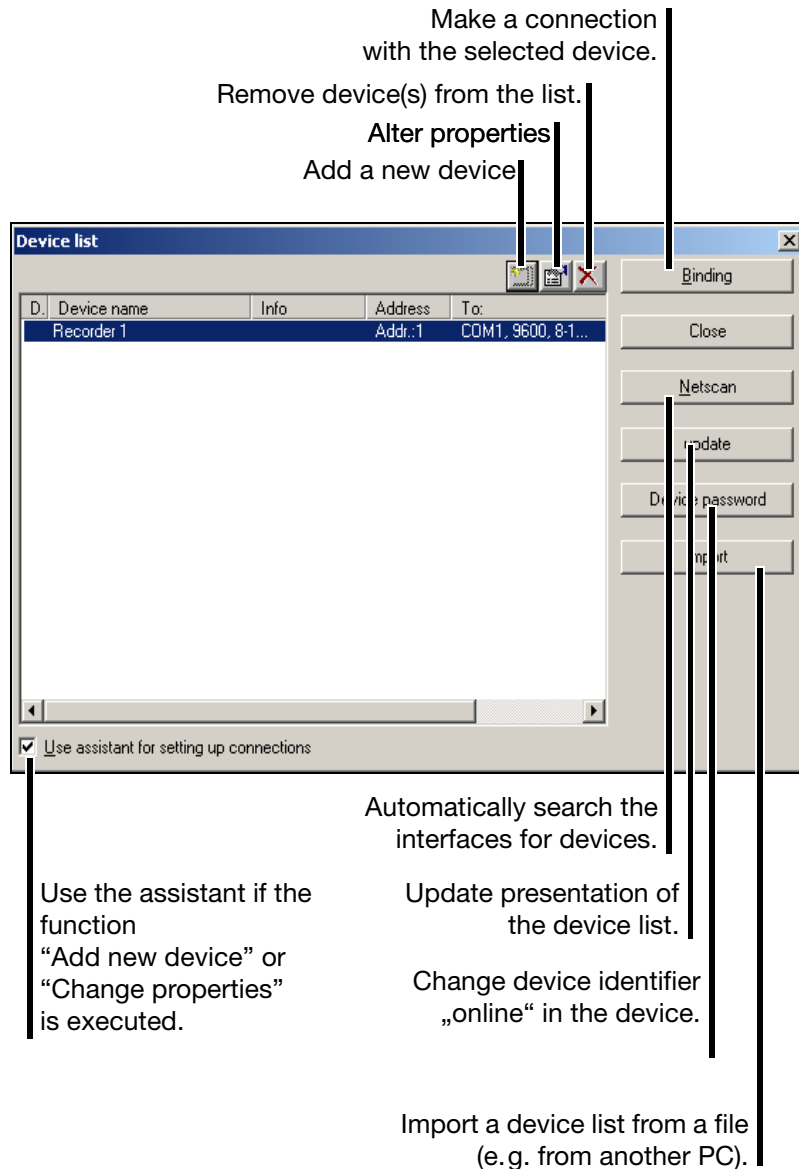 Make a connection
with the selected device.
Remove device(s) from the list.
Alter properties
Add a new device
Device list
Binding
D. Device name Info Address To:
Recorder 1 Addr.:1 COM1, 9600, 8-1...
Close
Netscan
update
Device password
Import
Use assistant for setting up connections
Automatically search the
interfaces for devices.
Use the assistant if the
function
“Add new device” or
“Change properties”
is executed.
Update presentation of
the device list.
Change device identifier
„online“ in the device.
Import a device list from a file
(e.g. from another PC).